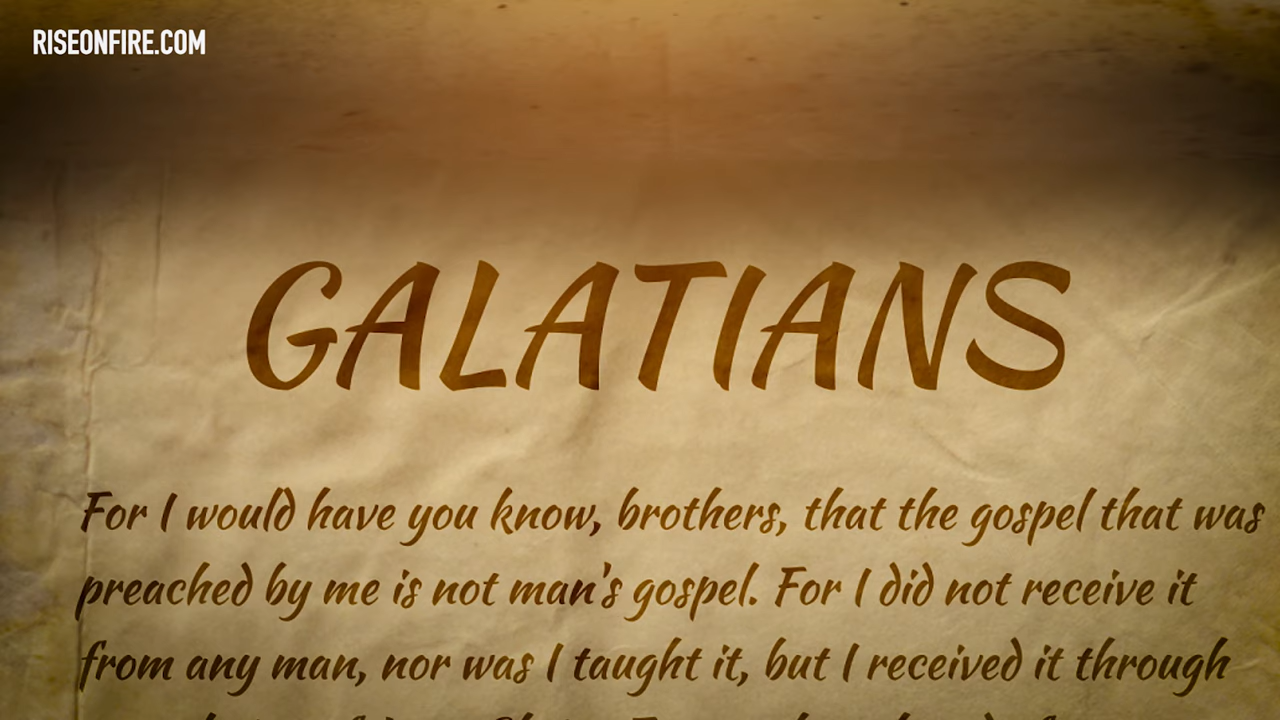 RISEONFIRE.COM
GALATIANS
For I would have you know, brothers, that the gospel that was
preached by me is not man's gospel. For I did not receive it
from any man, nor was I taught it, but I received it through